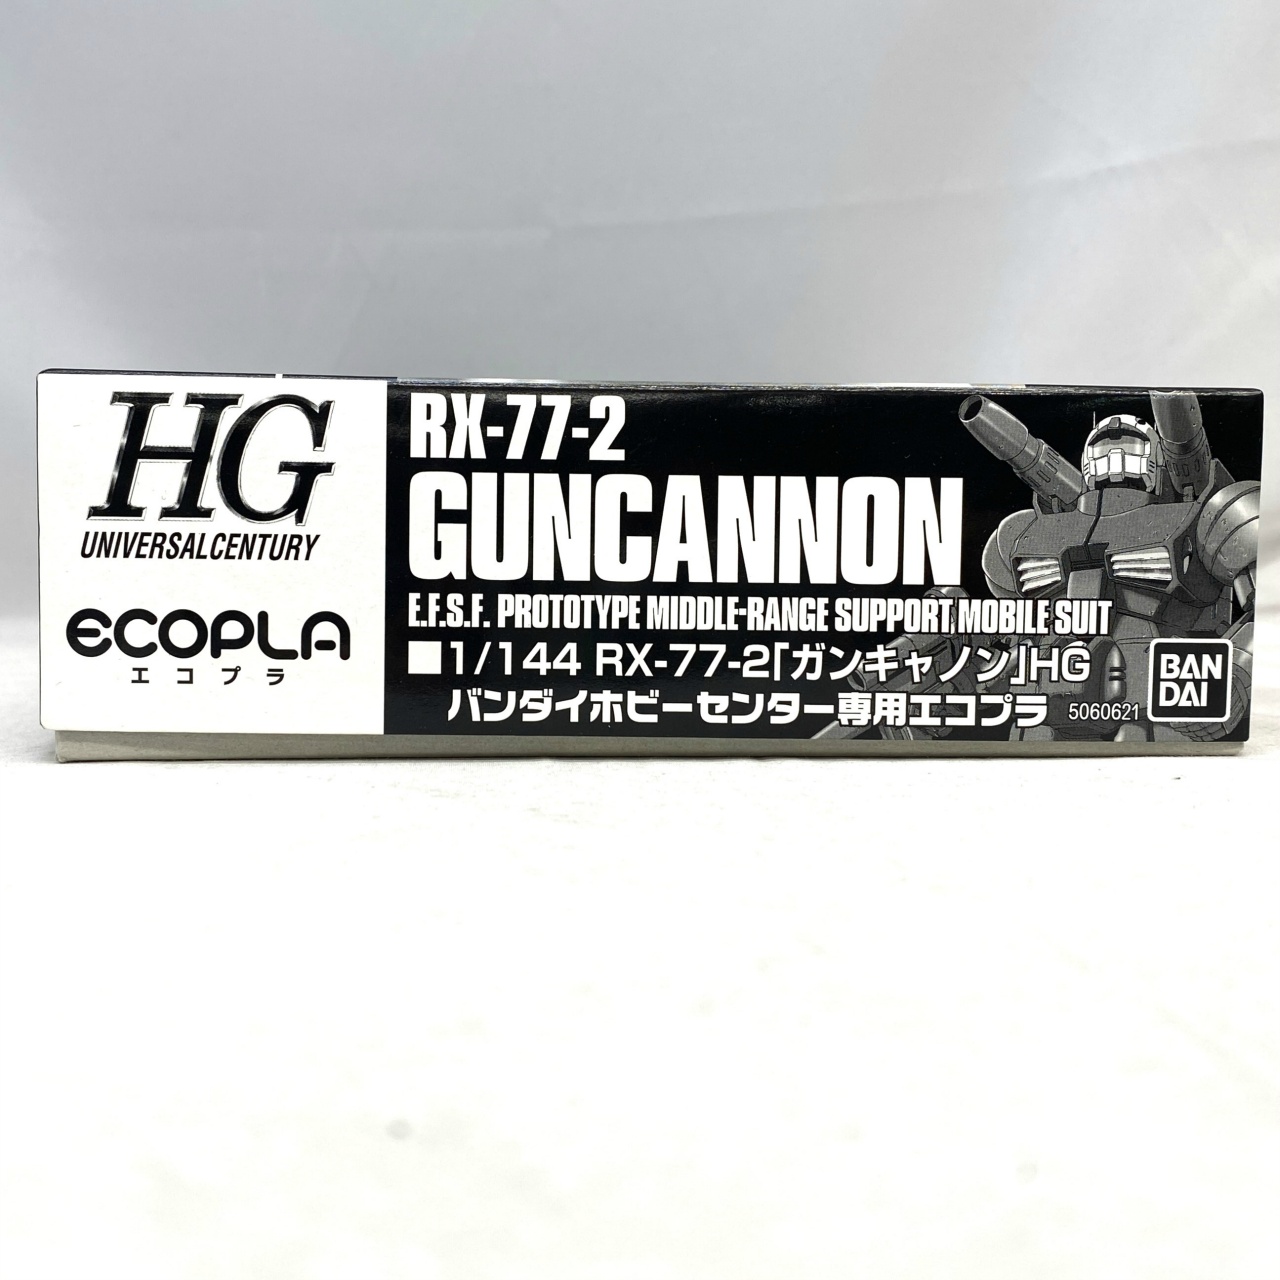 HG
UNIVERSALCENTURY
ECOPLA
エコプラ
RX-77-2
GUNCANNON
E.F.S.F. PROTOTYPE MIDDLE-RANGE SUPPORT MOBILE SUIT
■1/144 RX-77-2「ガンキャノン」HG
バンダイホビーセンター専用エコプラ 5060621
BAN
DAI